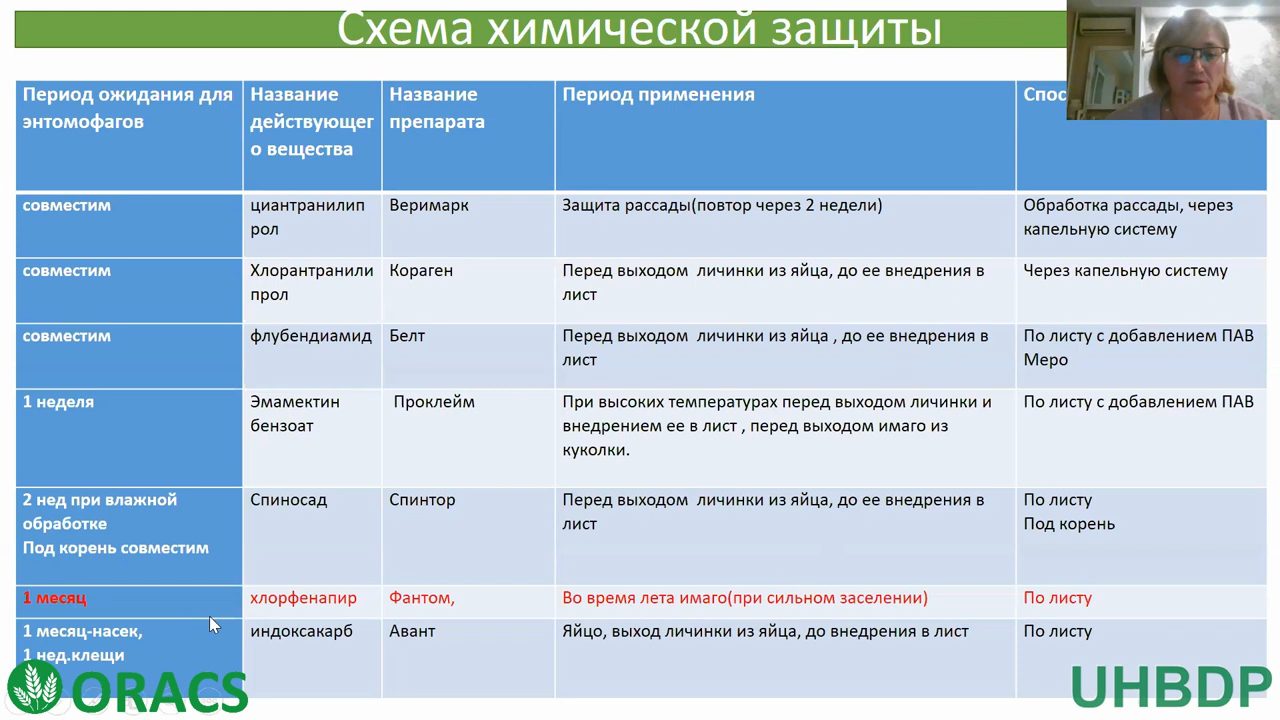 Схема химической защиты
Период ожидания для
энтомофагов
Название
действующег
о вещества
Название
препарата
Период применения
Спос
совместим
циантранилип
рол
Веримарк
Защита рассады(повтор через 2 недели)
Обработка рассады, через
капельную систему
совместим
Хлорантранили
прол
Кораген
Перед выходом личинки из яйца, до ее внедрения в
лист
Через капельную систему
совместим
флубендиамид
Белт
Перед выходом личинки из яйца , до ее внедрения в
лист
По листу с добавлением ПАВ
Меро
1 неделя
Эмамектин
бензоат
Проклейм
При высоких температурах перед выходом личинки и
внедрением ее в лист , перед выходом имаго из
куколки.
По листу с добавлением ПАВ
2 нед при влажной
обработке
Под корень совместим
Спиносад
Спинтор
Перед выходом личинки из яйца, до ее внедрения в
лист
По листу
Под корень
1 месяц
хлорфенапир
Фантом,
Во время лета имаго(при сильном заселении)
По листу
1 месяц-насек,
1 нед.клещи
индоксакарб
Авант
Яйцо, выход личинки из яйца, до внедрения в лист
По листу
ORACS
UHBDP